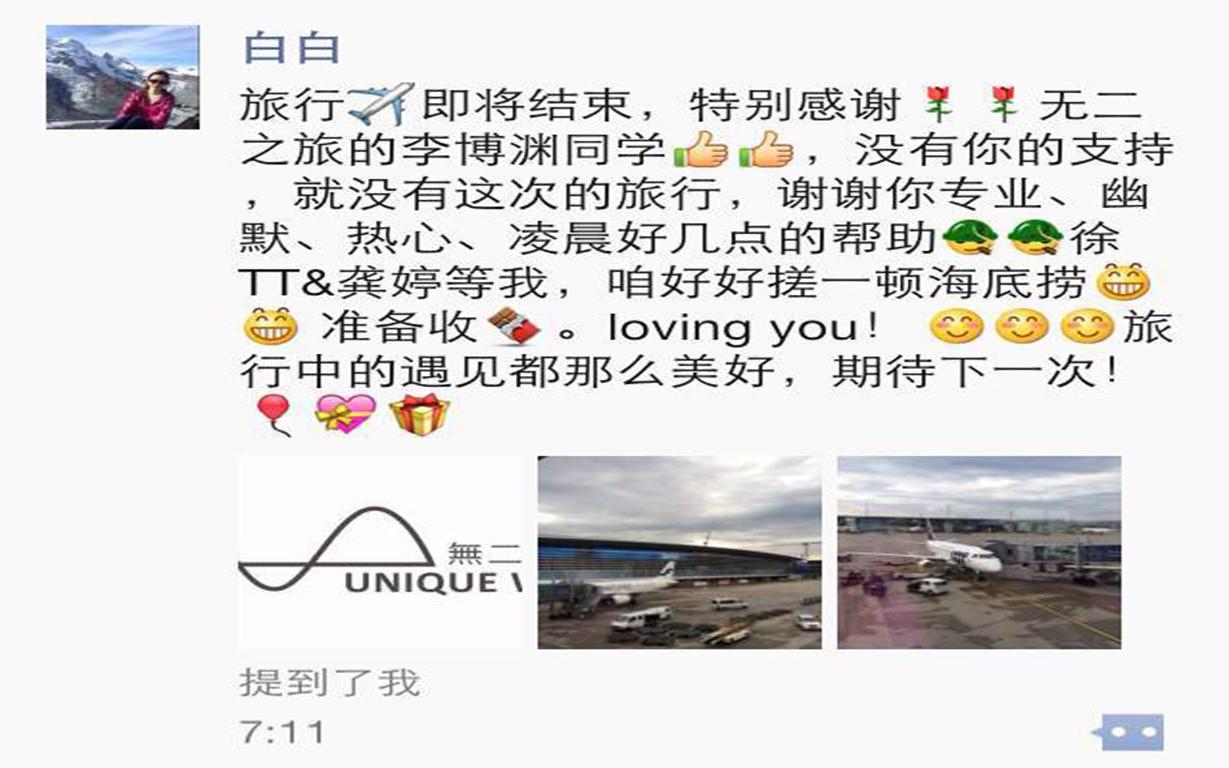 白白
旅行✈️即将结束，特别感谢🌹🌹无二
之旅的李博渊同学👍👍，没有你的支持
，就没有这次的旅行，谢谢你专业、幽
默、热心、凌晨好几点的帮助🐢🐢徐
TT&龚婷等我，咱好好搓一顿海底捞😁
😁 准备收🍫。loving you！ 😊😊😊旅
行中的遇见都那么美好，期待下一次！
🎈💝🎁
無二
UNIQUE
提到了我
7:11